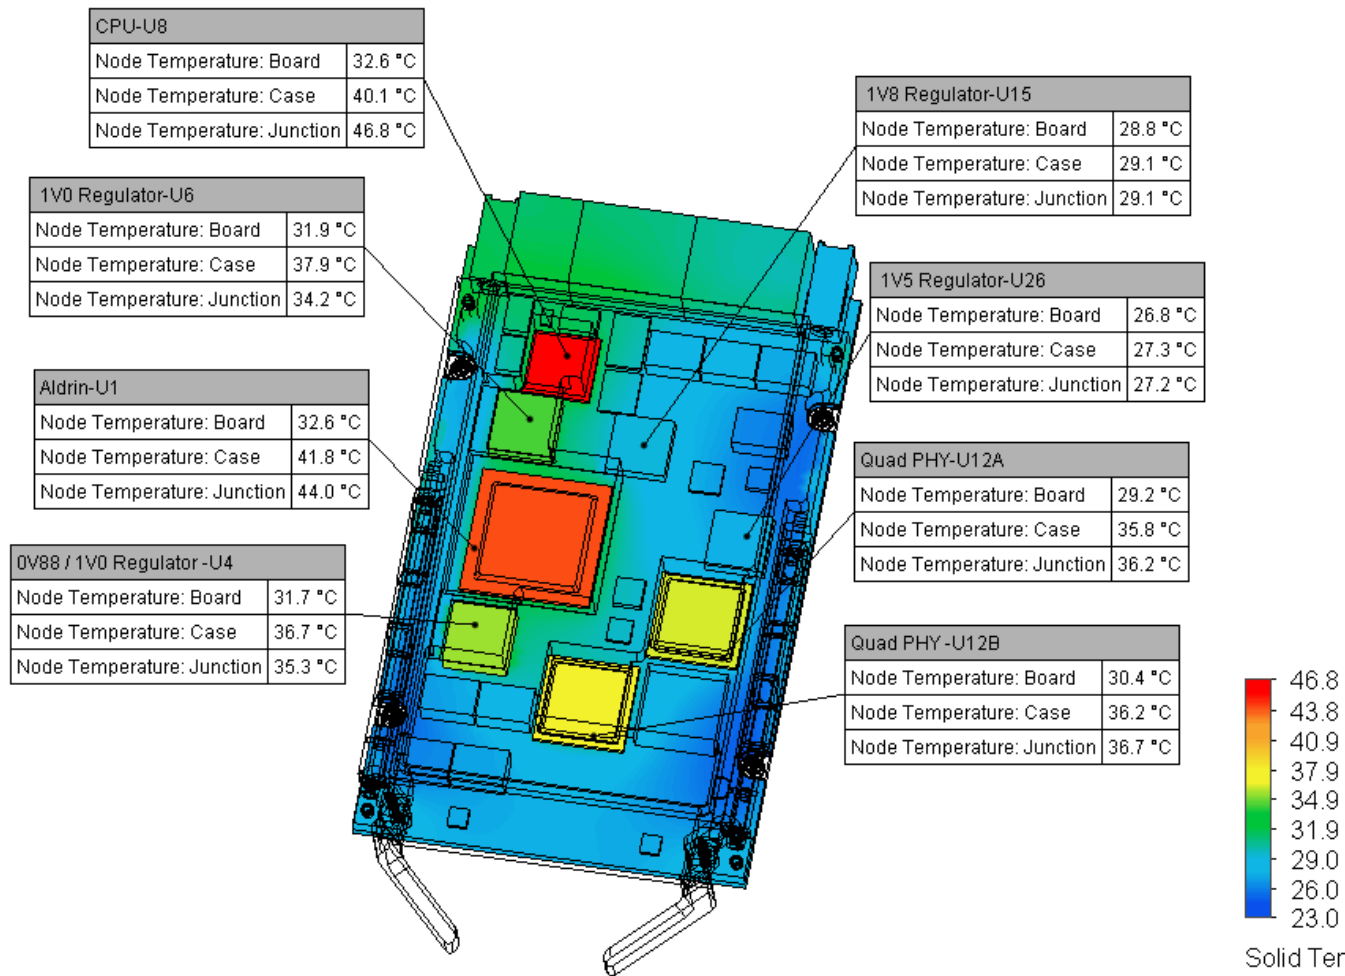 CPU-U8
Node Temperature: Board 32.6 °C
Node Temperature: Case 40.1 °C
Node Temperature: Junction 46.8 °C
1V0 Regulator-U6
Node Temperature: Board 31.9 °C
Node Temperature: Case 37.9 °C
Node Temperature: Junction 34.2 °C
Aldrin-U1
Node Temperature: Board 32.6 °C
Node Temperature: Case 41.8 °C
Node Temperature: Junction 44.0 °C
0V88 / 1V0 Regulator -U4
Node Temperature: Board 31.7 °C
Node Temperature: Case 36.7 °C
Node Temperature: Junction 35.3 °C
1V8 Regulator-U15
Node Temperature: Board 28.8 °C
Node Temperature: Case 29.1 °C
Node Temperature: Junction 29.1 °C
1V5 Regulator-U26
Node Temperature: Board 26.8 °C
Node Temperature: Case 27.3 °C
Node Temperature: Junction 27.2 °C
Quad PHY-U12A
Node Temperature: Board 29.2 °C
Node Temperature: Case 35.8 °C
Node Temperature: Junction 36.2 °C
Quad PHY -U12B
Node Temperature: Board 30.4 °C
Node Temperature: Case 36.2 °C
Node Temperature: Junction 36.7 °C
46.8
43.8
40.9
37.9
34.9
31.9
29.0
26.0
23.0
Solid Ter